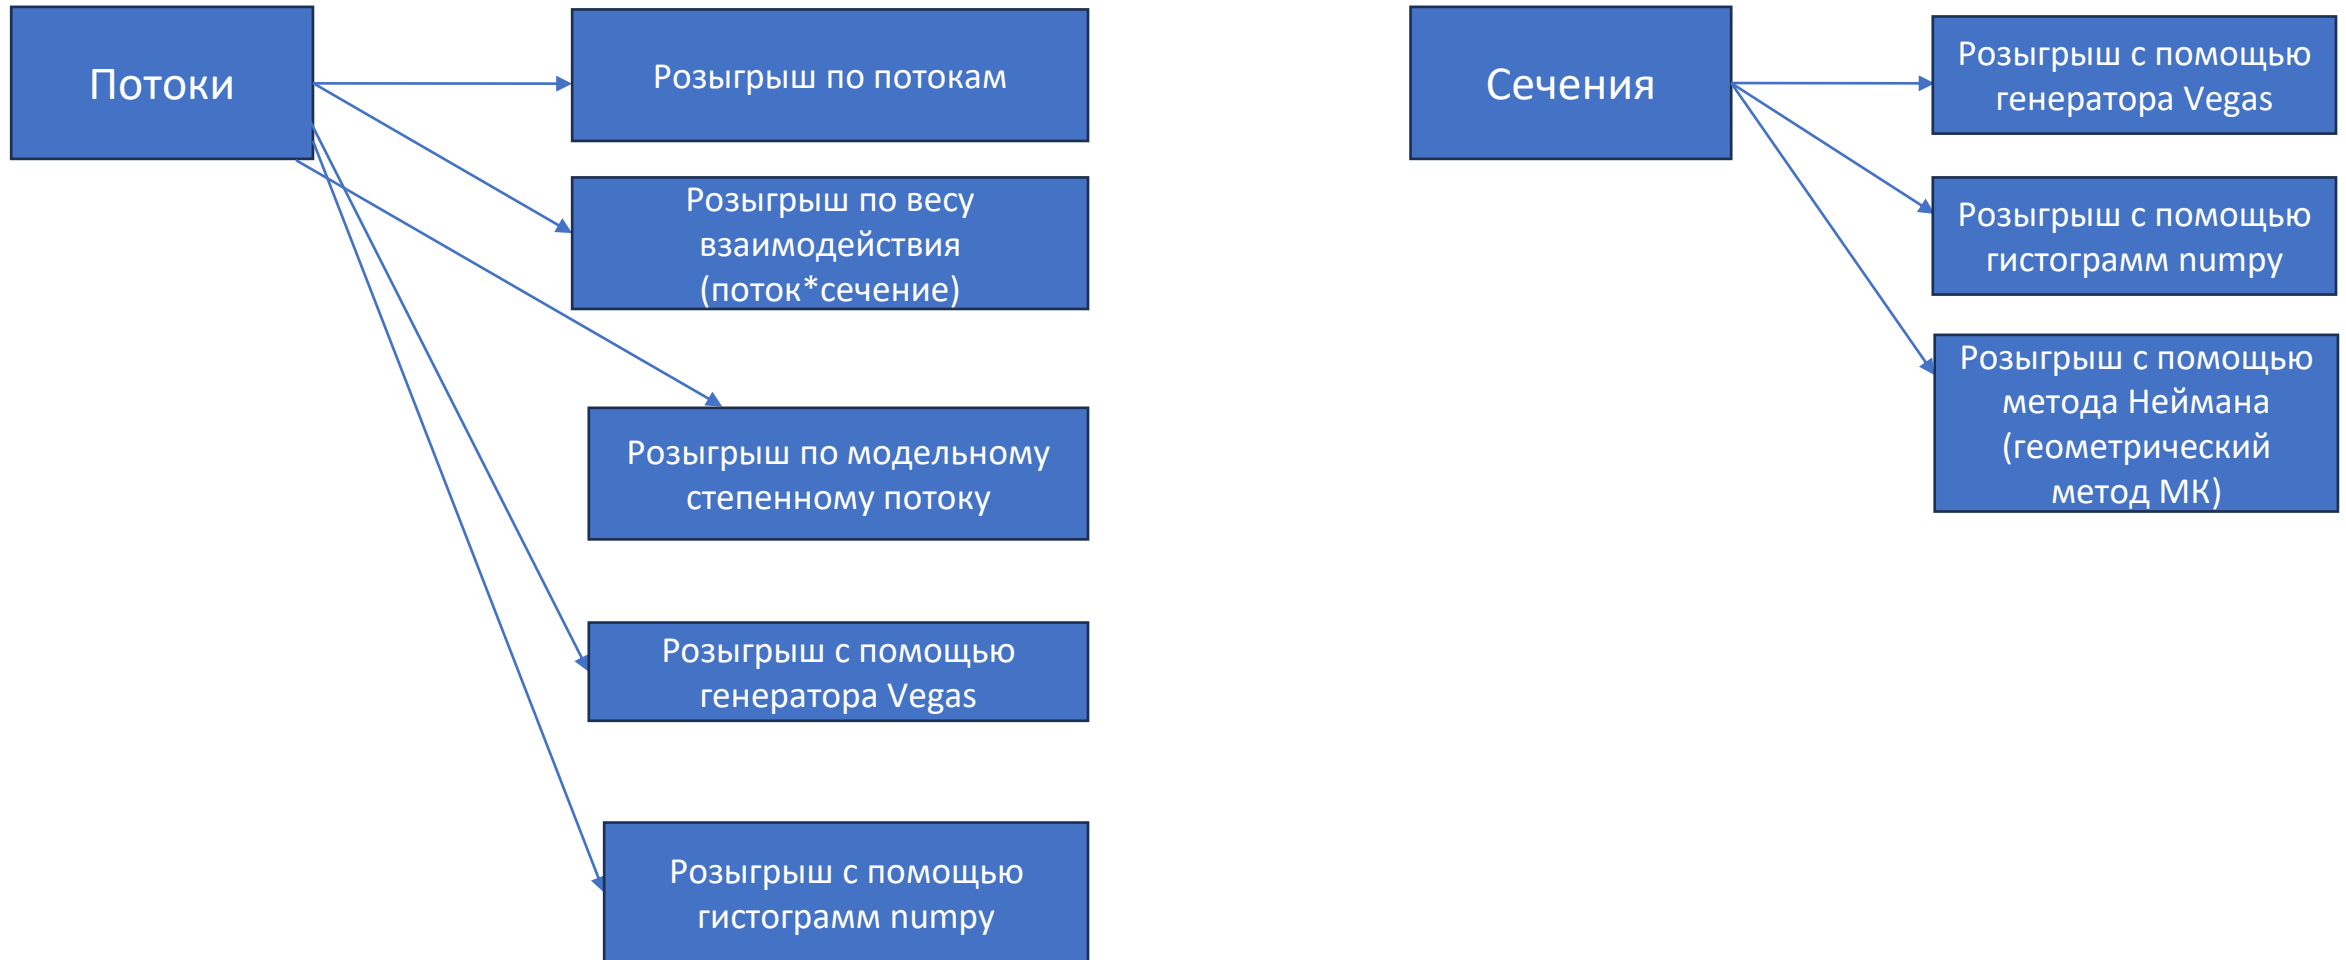 Потоки
Розыгрыш по потокам
Розыгрыш по весу
взаимодействия
(поток*сечение)
Розыгрыш по модельному
степенному потоку
Розыгрыш с помощью
генератора Vegas
Розыгрыш с помощью
гистограмм numpy
Сечения
Розыгрыш с помощью
генератора Vegas
Розыгрыш с помощью
гистограмм numpy
Розыгрыш с помощью
метода Неймана
(геометрический
метод МК)